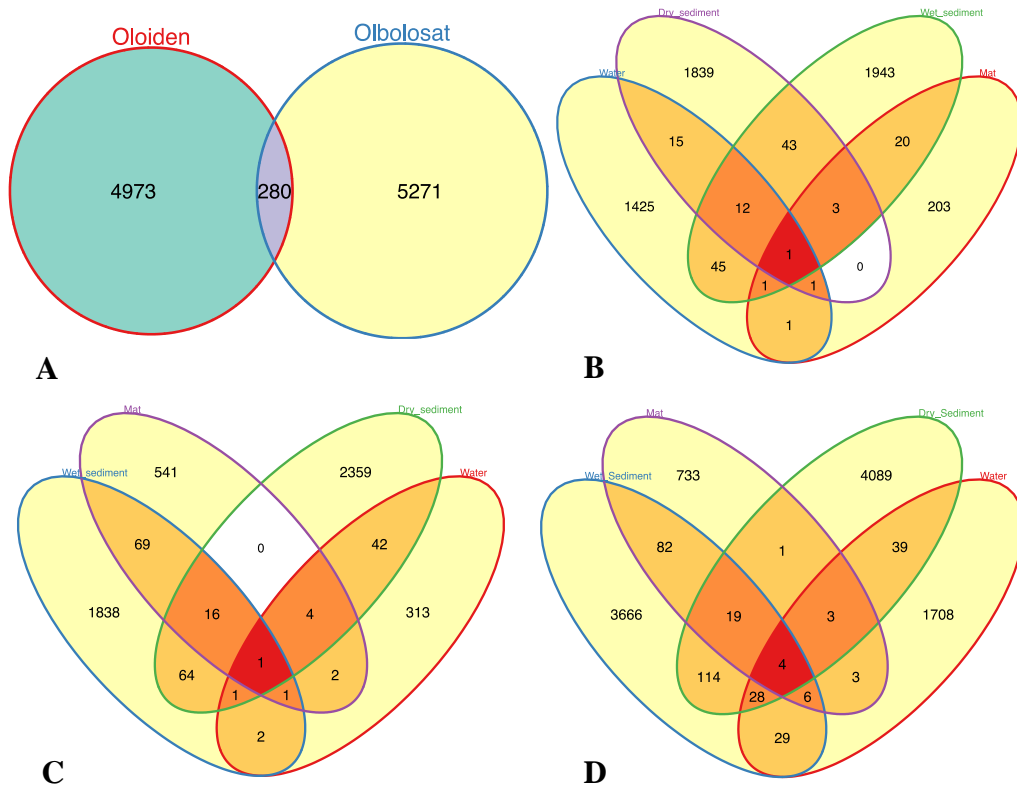 Oloiden
Olbolosat
4973
280
5271
A
Dry_sediment
Wet_sediment
Water
Mat
1839
1943
15
43
20
1425
12
3
203
1
45
0
1
1
1
B
Mat
Dry_sediment
Wet_sediment
Water
541
2359
69
0
42
1838
16
4
313
1
64
2
1
1
2
C
Mat
Dry_Sediment
Wet_Sediment
Water
733
4089
82
1
39
3666
19
3
1708
4
114
3
28
6
29
D